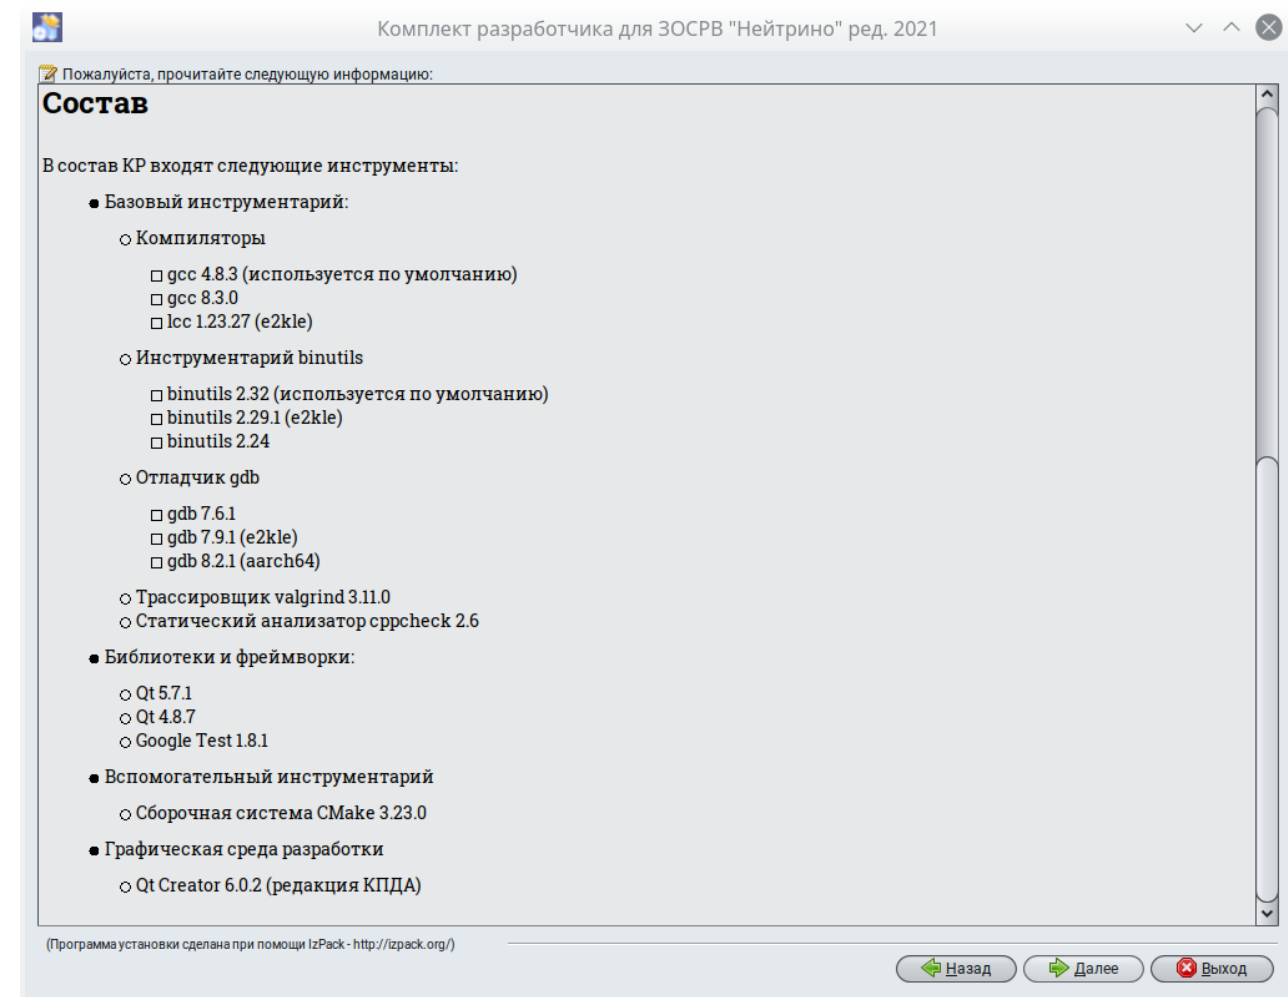 Комплект разработчика для ЗОСРВ "Нейтрино" ред. 2021
Пожалуйста, прочитайте следующую информацию:
Состав
В состав КР входят следующие инструменты:
Базовый инструментарий:
Компиляторы
gcc 4.8.3 (используется по умолчанию)
gcc 8.3.0
lcc 1.23.27 (e2kle)
Инструментарий binutils
binutils 2.32 (используется по умолчанию)
binutils 2.29.1 (e2kle)
binutils 2.24
Отладчик gdb
gdb 7.6.1
gdb 7.9.1 (e2kle)
gdb 8.2.1 (aarch64)
Трассировщик valgrind 3.11.0
Статический анализатор cppcheck 2.6
Библиотеки и фреймворки:
Qt 5.7.1
Qt 4.8.7
Google Test 1.8.1
Вспомогательный инструментарий
Сборочная система CMake 3.23.0
Графическая среда разработки
Qt Creator 6.0.2 (редакция КПДА)
(Программа установки сделана при помощи IzPack - http://izpack.org/)
Назад Далее Выход